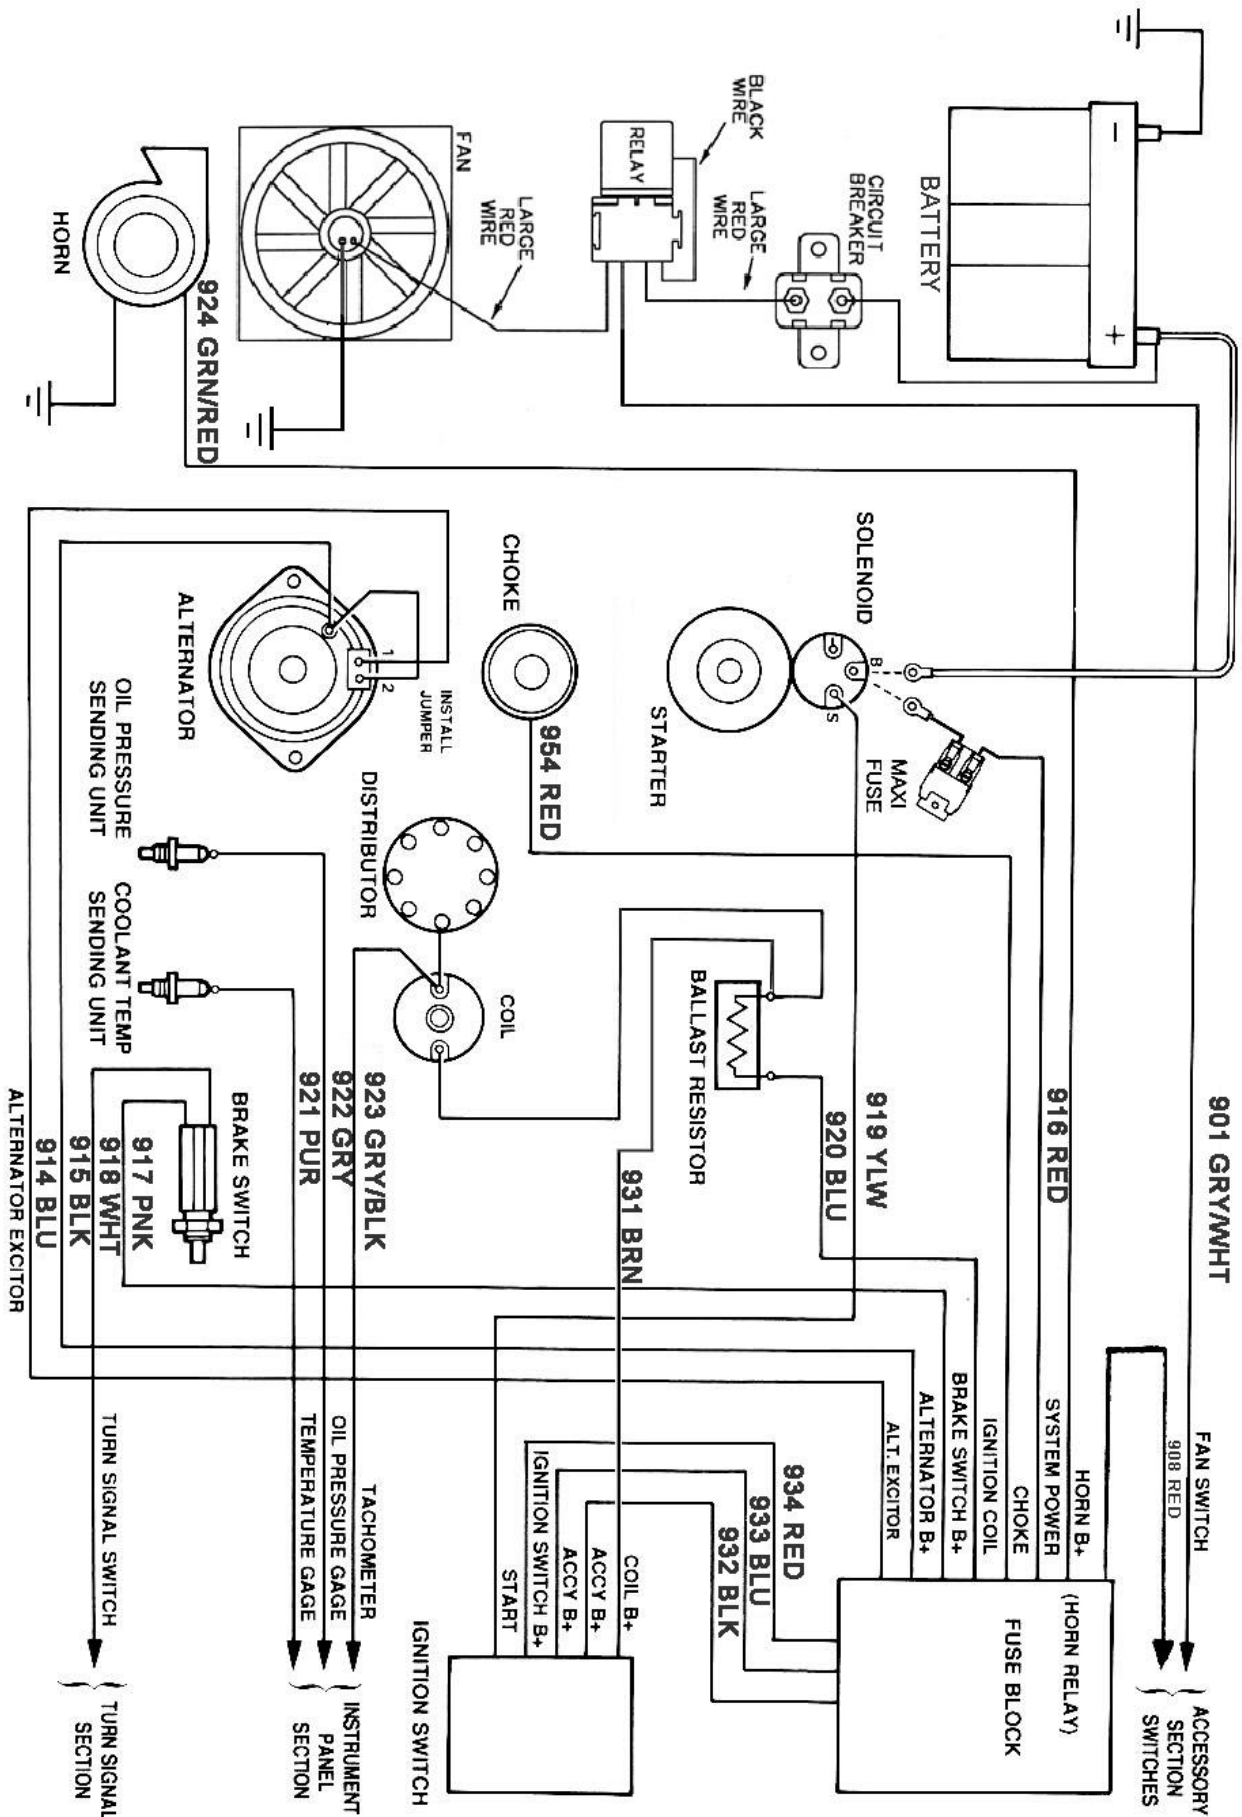 BATTERY
-
+
CIRCUIT
BREAKER
LARGE
RED
WIRE
BLACK
WIRE
RELAY
LARGE
RED
WIRE
FAN
HORN
924 GRN/RED
SOLENOID
B
S
STARTER
MAXI
FUSE
CHOKE
954 RED
ALTERNATOR
1
2
INSTALL
JUMPER
DISTRIBUTOR
COIL
BALLAST RESISTOR
OIL PRESSURE
SENDING UNIT
COOLANT TEMP
SENDING UNIT
BRAKE SWITCH
901 GRY/WHT
916 RED
919 YLW
920 BLU
931 BRN
923 GRY/BLK
922 GRY
921 PUR
917 PNK
918 WHT
915 BLK
914 BLU
ALTERNATOR EXCITOR
FAN SWITCH
908 RED
HORN B+
SYSTEM POWER
CHOKE
IGNITION COIL
BRAKE SWITCH B+
ALTERNATOR B+
ALT. EXCITOR
934 RED
933 BLU
932 BLK
COIL B+
ACCY B+
ACCY B+
IGNITION SWITCH B+
START
TACHOMETER
OIL PRESSURE GAGE
TEMPERATURE GAGE
TURN SIGNAL SWITCH
(HORN RELAY)
FUSE BLOCK
IGNITION SWITCH
ACCESSORY
SECTION
SWITCHES
INSTRUMENT
PANEL
SECTION
TURN SIGNAL
SECTION